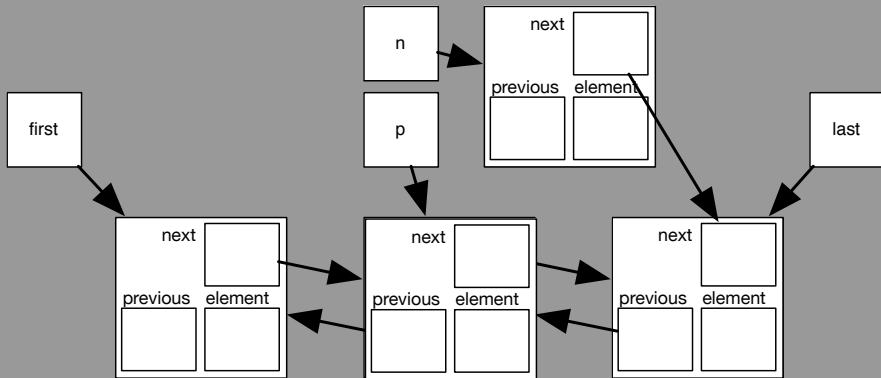 n
next
previous element
first
p
last
next
previous element
next
previous element
next
previous element